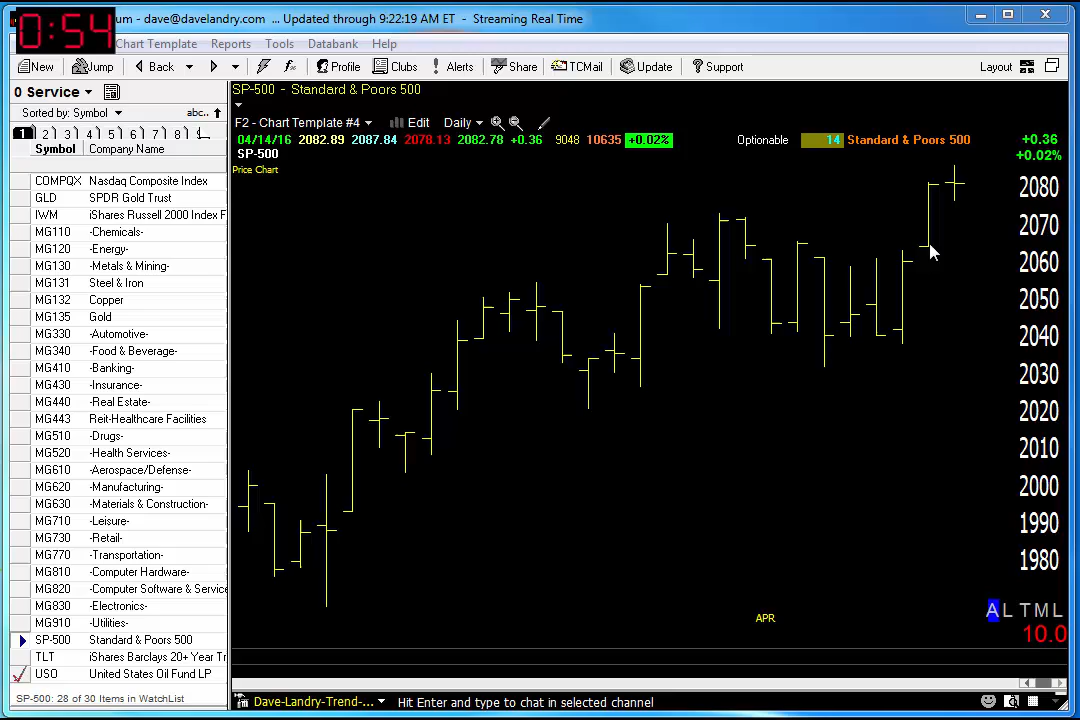 0:54
um - dave@davelandry.com ... Updated through 9:22:19 AM ET - Streaming Real Time
Chart Template Reports Tools Databank Help
New Jump Back Profile Clubs Alerts Share TCMail Update Support Layout
0 Service
Sorted by: Symbol abc..
1 2 3 4 5 6 7 8
Symbol Company Name
COMPQX Nasdaq Composite Index
GLD SPDR Gold Trust
IWM iShares Russell 2000 Index F
MG110 -Chemicals-
MG120 -Energy-
MG130 -Metals & Mining-
MG131 Steel & Iron
MG132 Copper
MG135 Gold
MG330 -Automotive-
MG340 -Food & Beverage-
MG410 -Banking-
MG430 -Insurance-
MG440 -Real Estate-
MG443 Reit-Healthcare Facilities
MG510 -Drugs-
MG520 -Health Services-
MG610 -Aerospace/Defense-
MG620 -Manufacturing-
MG630 -Materials & Construction-
MG710 -Leisure-
MG730 -Retail-
MG770 -Transportation-
MG810 -Computer Hardware-
MG820 -Computer Software & Service
MG830 -Electronics-
MG910 -Utilities-
SP-500 Standard & Poors 500
TLT iShares Barclays 20+ Year Tr
USO United States Oil Fund LP
SP-500: 28 of 30 Items in WatchList
SP-500 - Standard & Poors 500
F2 - Chart Template #4 Edit Daily
04/14/16 2082.89 2087.84 2078.13 2082.78 +0.36 9048 10635 +0.02% Optionable 14 Standard & Poors 500 +0.36
SP-500 +0.02%
Price Chart
2080
2070
2060
2050
2040
2030
2020
2010
2000
1990
1980
APR
A L T M L
10.0
Dave-Landry-Trend-... Hit Enter and type to chat in selected channel